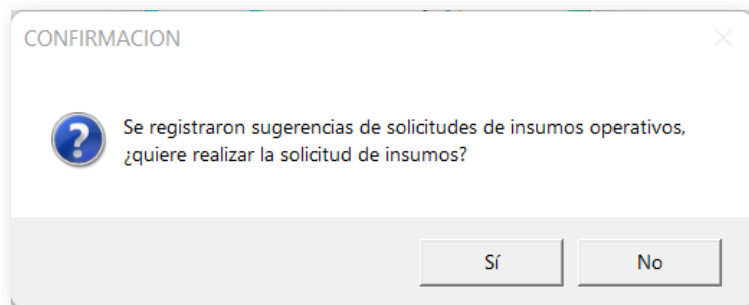 CONFIRMACION
Se registraron sugerencias de solicitudes de insumos operativos,
¿quiere realizar la solicitud de insumos?
Sí
No